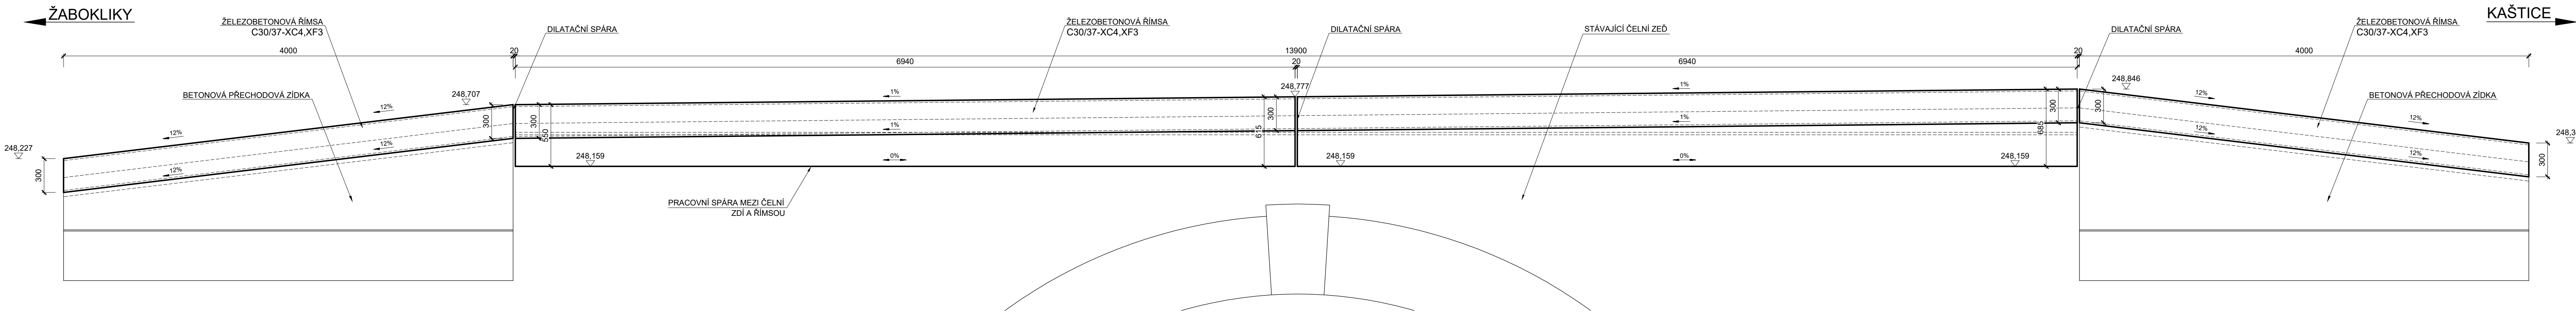 ŽABOKLIKY
KAŠTICE
ŽELEZOBETONOVÁ ŘÍMSA
C30/37-XC4,XF3
DILATAČNÍ SPÁRA
ŽELEZOBETONOVÁ ŘÍMSA
C30/37-XC4,XF3
DILATAČNÍ SPÁRA
STÁVAJÍCÍ ČELNÍ ZEĎ
DILATAČNÍ SPÁRA
ŽELEZOBETONOVÁ ŘÍMSA
C30/37-XC4,XF3
4000
20
13900
20
4000
6940
20
6940
BETONOVÁ PŘECHODOVÁ ZÍDKA
248,707
248,777
248,846
BETONOVÁ PŘECHODOVÁ ZÍDKA
12%
1%
1%
12%
12%
300
300
550
1%
615
300
1%
685
300
300
12%
12%
12%
248,227
300
12%
248,159
0%
248,159
0%
248,159
12%
300
PRACOVNÍ SPÁRA MEZI ČELNÍ
ZDÍ A ŘÍMSOU